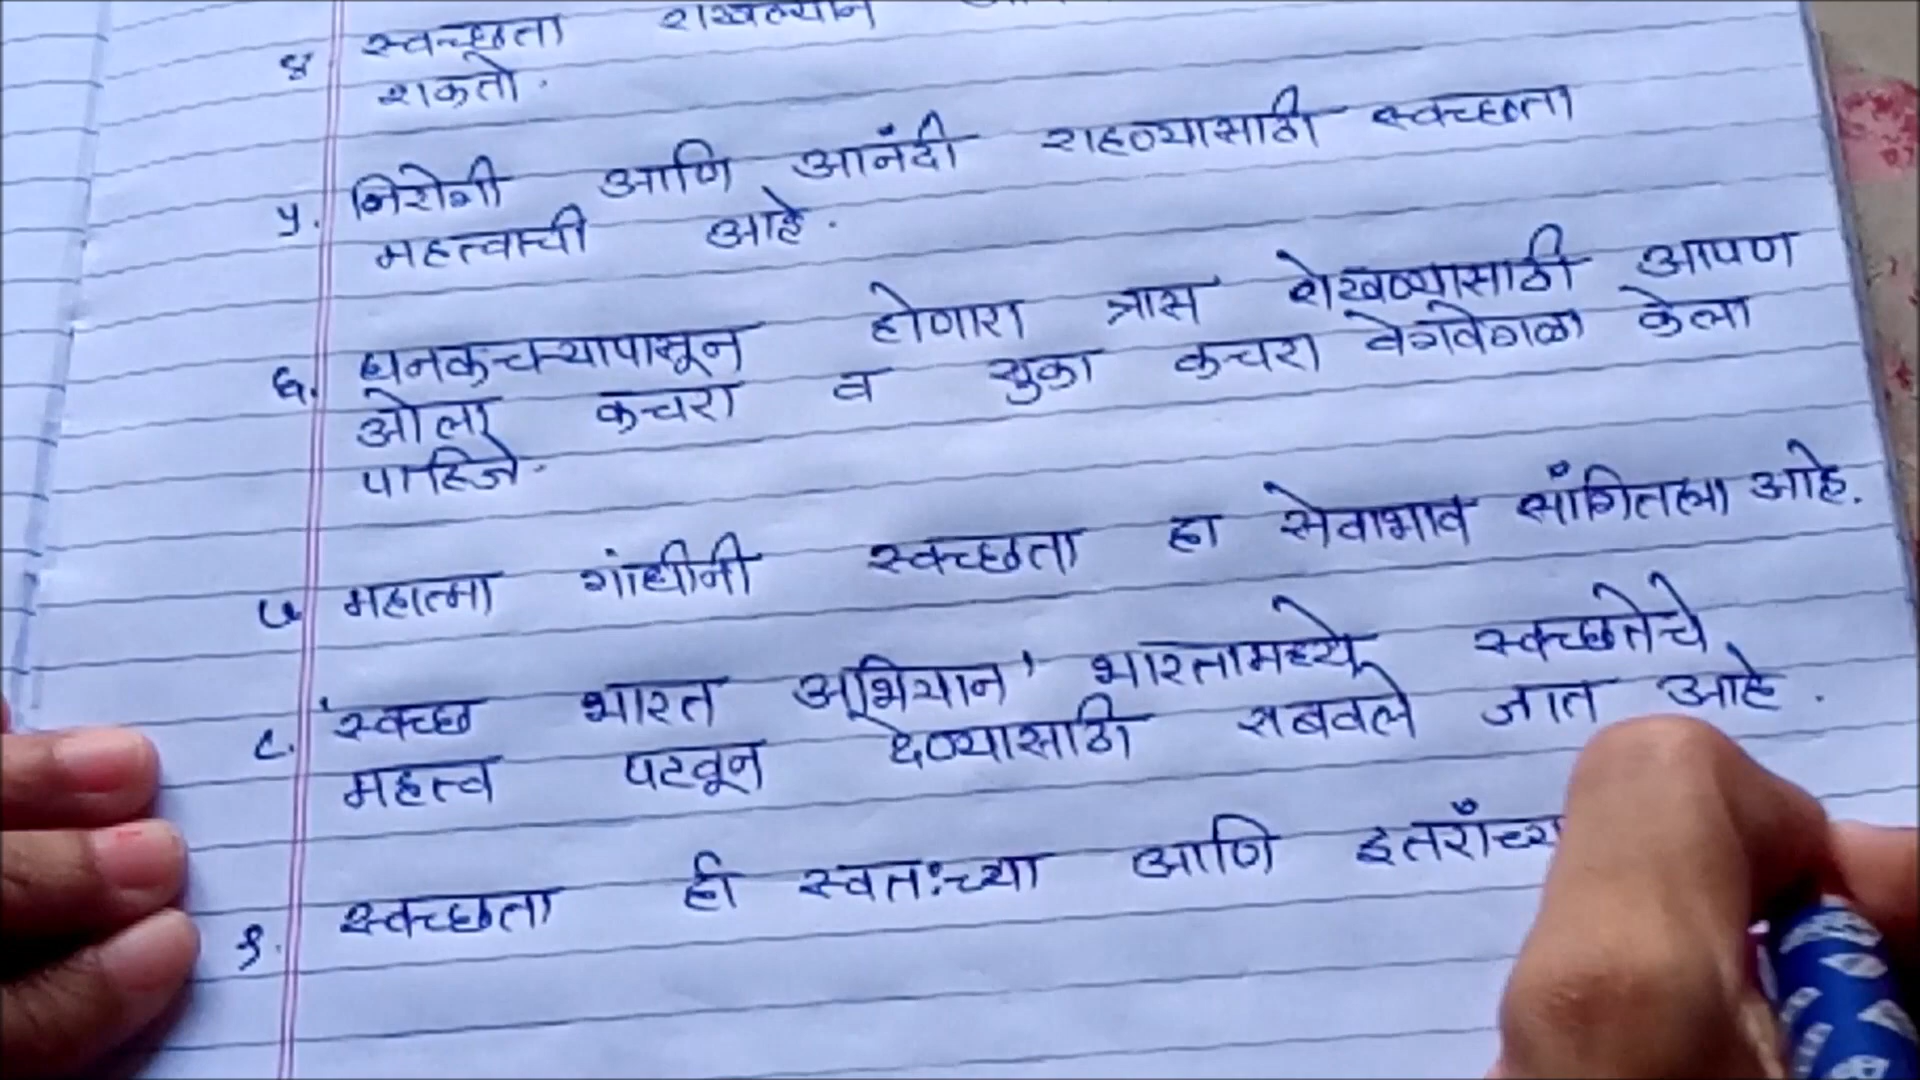 ४ स्वच्छता राखल्यान
शकतो.
५. निरोगी आणि आनंदी राहण्यासाठी स्वच्छता
महत्वाची आहे.
६. घनकचऱ्यापासून होणारा त्रास रोखण्यासाठी आपण
ओला कचरा व सुका कचरा वेगवेगळा केला
पाहिजे.
७ महात्मा गांधीनी स्वच्छता हा सेवाभाव सांगितला आहे.
८. 'स्वच्छ भारत अभियान' भारतामध्ये स्वच्छतेचे
महत्त्व पटवून देण्यासाठी राबवले जात आहे.
९. स्वच्छता ही स्वतःच्या आणि इतरांच्य